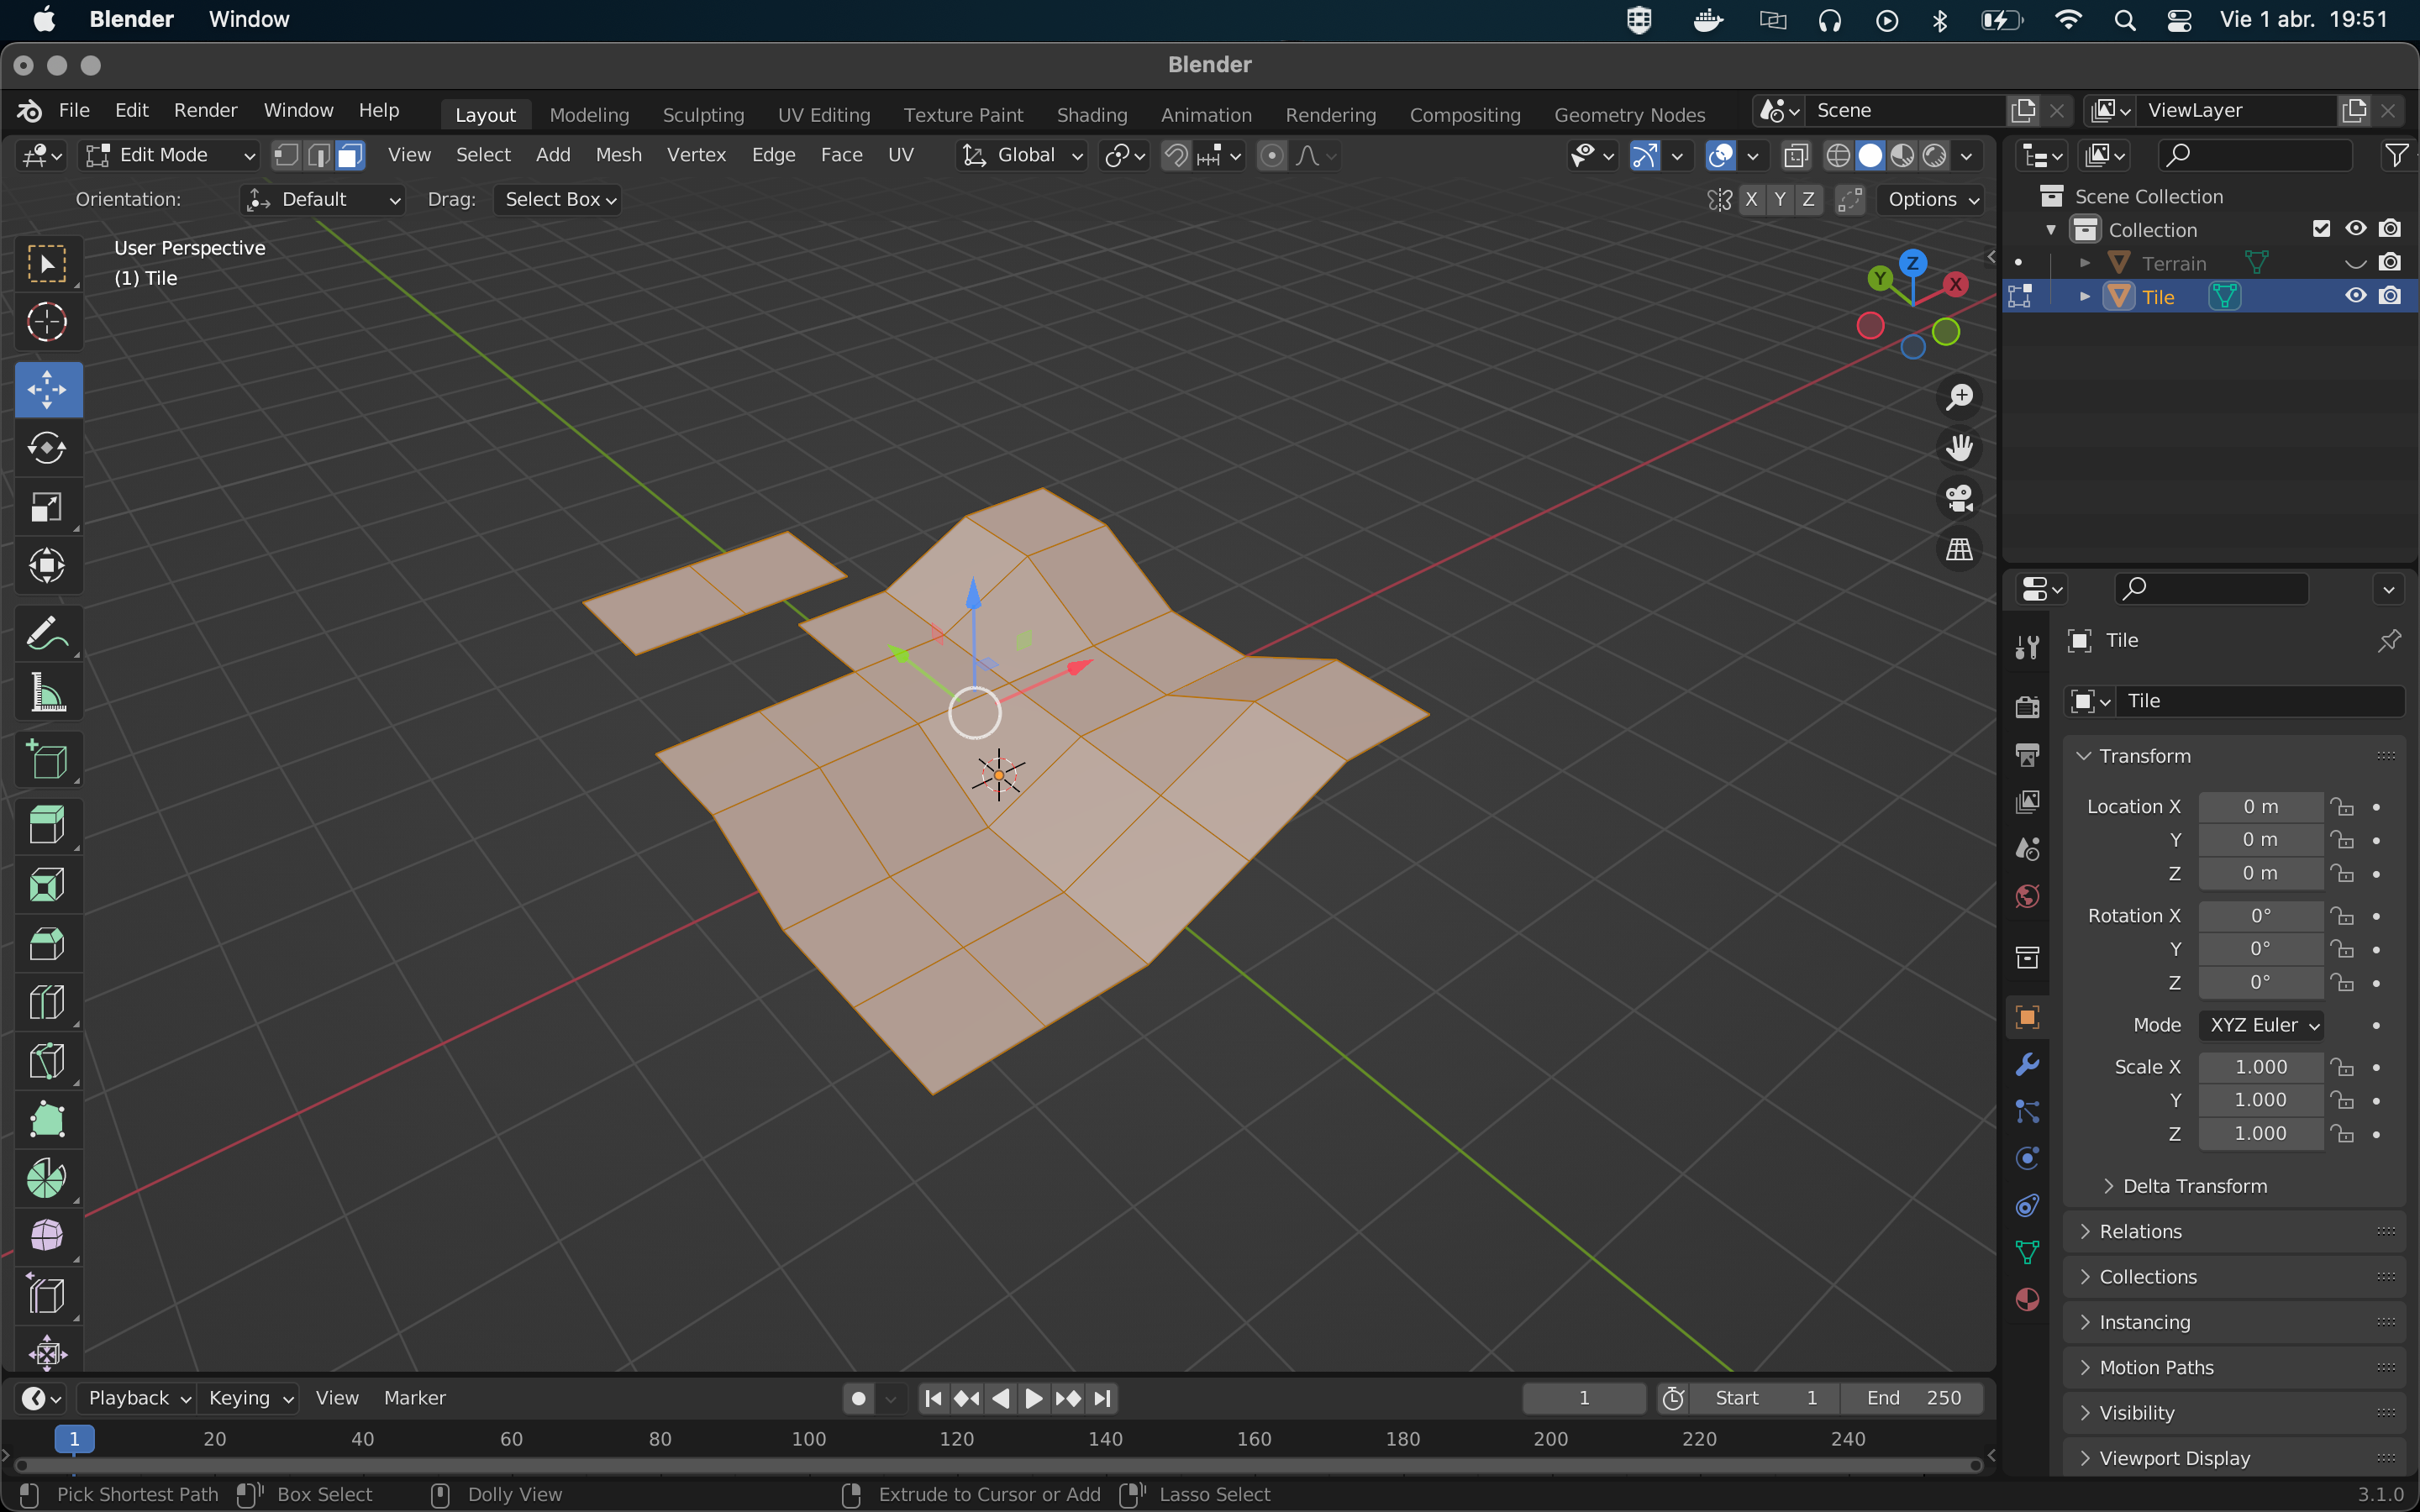 Blender Window Vie 1 abr. 19:51
Blender
File Edit Render Window Help Layout Modeling Sculpting UV Editing Texture Paint Shading Animation Rendering Compositing Geometry Nodes Scene ViewLayer
Edit Mode View Select Add Mesh Vertex Edge Face UV Global
Orientation: Default Drag: Select Box X Y Z Options
User Perspective
(1) Tile
Z
Y
X
Scene Collection
Collection
Terrain
Tile
Tile
Tile
Transform
Location X 0 m
Y 0 m
Z 0 m
Rotation X 0°
Y 0°
Z 0°
Mode XYZ Euler
Scale X 1.000
Y 1.000
Z 1.000
Delta Transform
Relations
Collections
Instancing
Motion Paths
Visibility
Viewport Display
Playback Keying View Marker 1 Start 1 End 250
1 20 40 60 80 100 120 140 160 180 200 220 240
Pick Shortest Path Box Select Dolly View Extrude to Cursor or Add Lasso Select 3.1.0